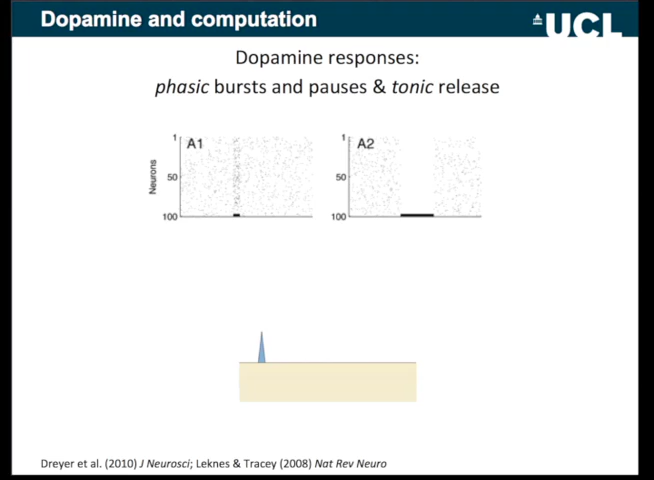 Dopamine and computation
UCL
Dopamine responses:
phasic bursts and pauses & tonic release
A1
A2
Neurons
1
50
100
1
50
100
Dreyer et al. (2010) J Neurosci; Leknes & Tracey (2008) Nat Rev Neuro